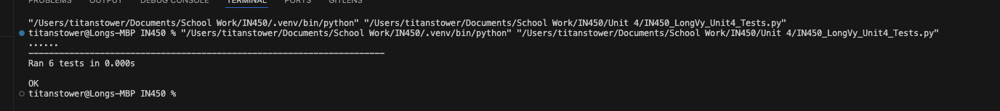 PROBLEMS OUTPUT DEBUG CONSOLE TERMINAL PORTS GITLENS
"/Users/titanstower/Documents/School Work/IN450/.venv/bin/python" "/Users/titanstower/Documents/School Work/IN450/Unit 4/IN450_LongVy_Unit4_Tests.py"
titanstower@Longs-MBP IN450 % "/Users/titanstower/Documents/School Work/IN450/.venv/bin/python" "/Users/titanstower/Documents/School Work/IN450/Unit 4/IN450_LongVy_Unit4_Tests.py"
......
----------------------------------------------------------------------
Ran 6 tests in 0.000s
OK
titanstower@Longs-MBP IN450 %